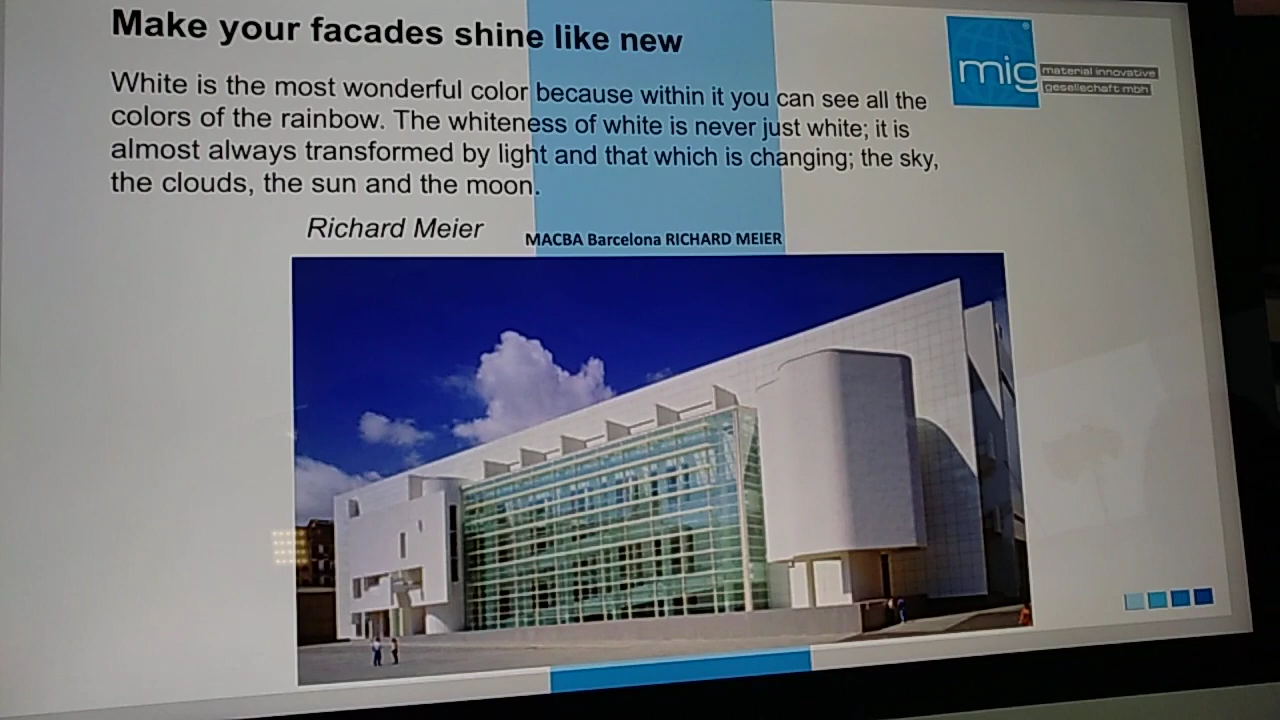 Make your facades shine like new
White is the most wonderful color because within it you can see all the
colors of the rainbow. The whiteness of white is never just white; it is
almost always transformed by light and that which is changing; the sky,
the clouds, the sun and the moon.
Richard Meier
MACBA Barcelona RICHARD MEIER
mig
material innovative
gesellschaft mbh
®